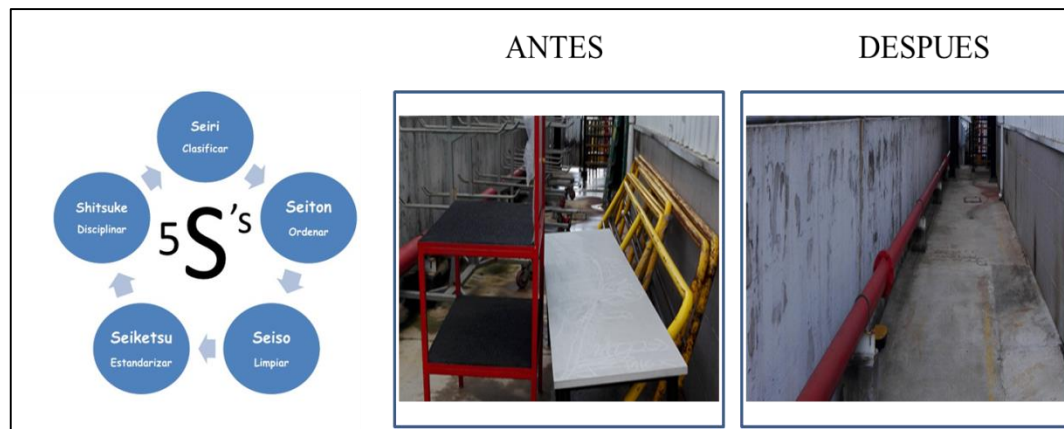 ANTES
DESPUES
Seiri
Clasificar
Seiton
Ordenar
Seiso
Limpiar
Seiketsu
Estandarizar
Shitsuke
Disciplinar
5S's